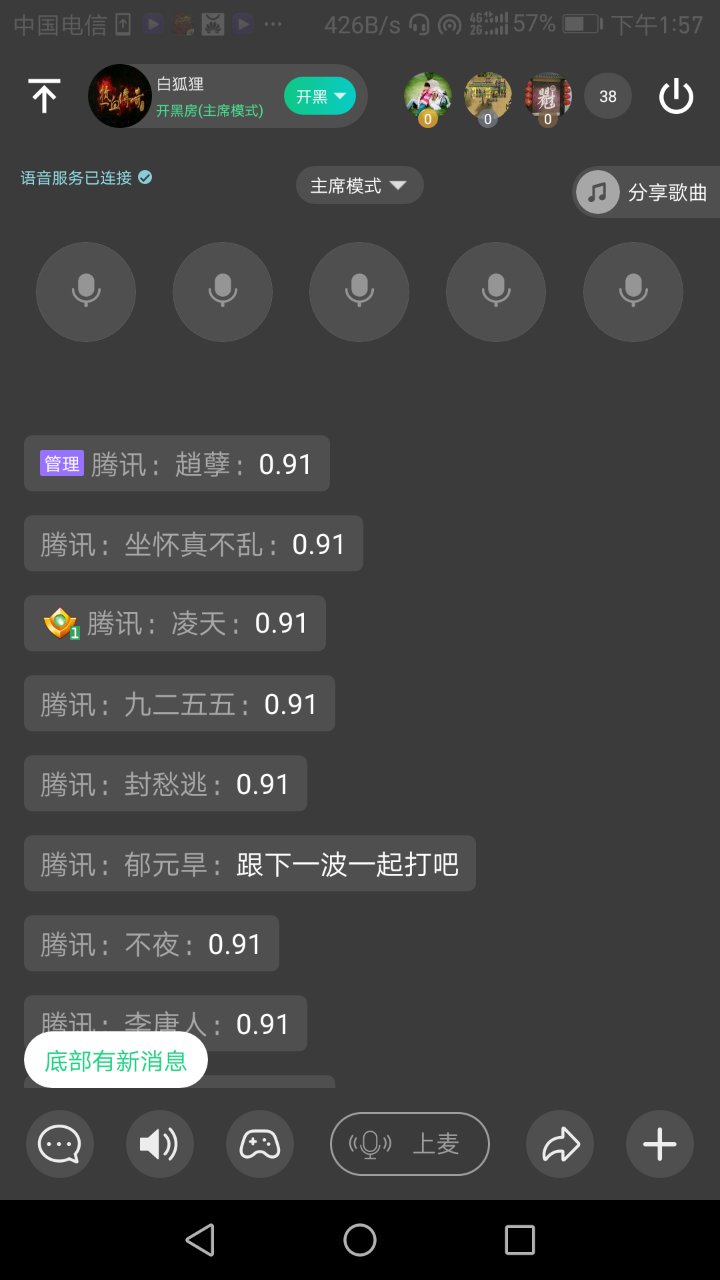 中国电信 426B/s 4G 2G 57% 下午1:57
白狐狸
开黑房(主席模式)
开黑
0
0
0
38
语音服务已连接
主席模式
分享歌曲
管理 腾讯：趙孽：0.91
腾讯：坐怀真不乱：0.91
1 腾讯：凌天：0.91
腾讯：九二五五：0.91
腾讯：封愁逃：0.91
腾讯：郁元旱：跟下一波一起打吧
腾讯：不夜：0.91
腾讯：李唐人：0.91
底部有新消息
上麦